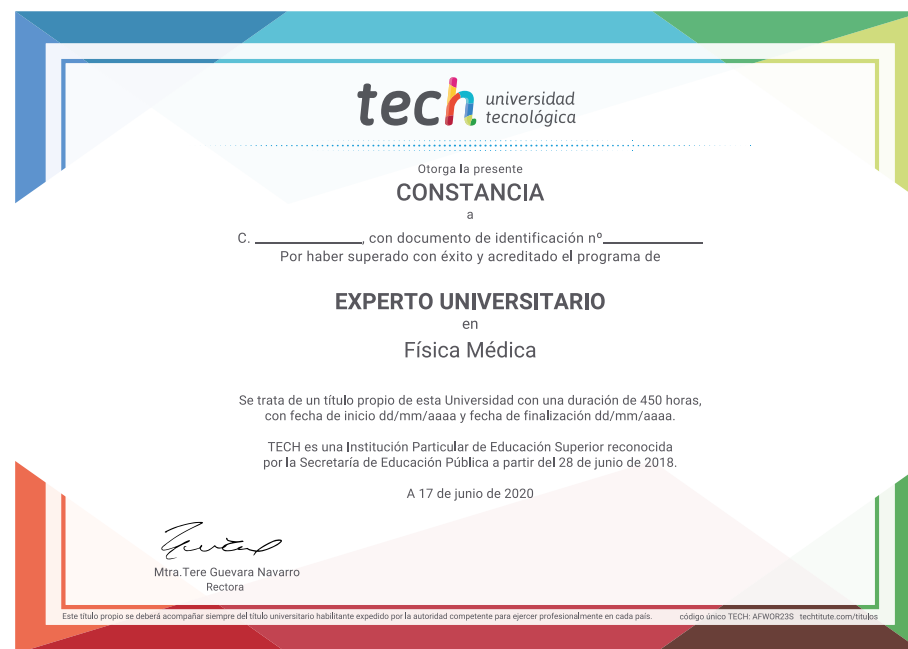 tech universidad
tecnológica
Otorga la presente
CONSTANCIA
a
C. ____________, con documento de identificación nº____________
Por haber superado con éxito y acreditado el programa de
EXPERTO UNIVERSITARIO
en
Física Médica
Se trata de un título propio de esta Universidad con una duración de 450 horas,
con fecha de inicio dd/mm/aaaa y fecha de finalización dd/mm/aaaa.
TECH es una Institución Particular de Educación Superior reconocida
por la Secretaría de Educación Pública a partir del 28 de junio de 2018.
A 17 de junio de 2020
Mtra.Tere Guevara Navarro
Rectora
Este título propio se deberá acompañar siempre del título universitario habilitante expedido por la autoridad competente para ejercer profesionalmente en cada país. código único TECH: AFWOR23S techtitute.com/titulos